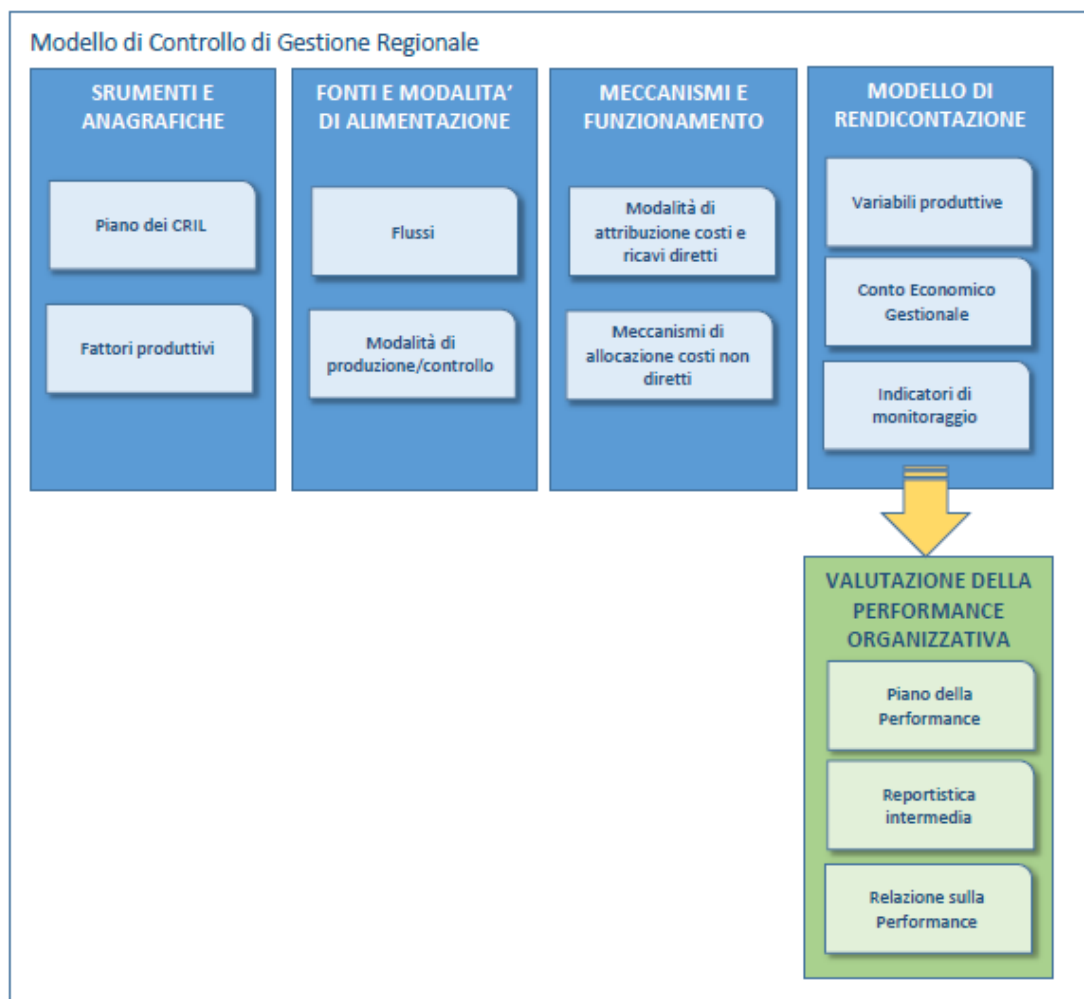 Modello di Controllo di Gestione Regionale
SRUMENTI E
ANAGRAFICHE
Piano dei CRIL
Fattori produttivi
FONTI E MODALITA'
DI ALIMENTAZIONE
Flussi
Modalità di
produzione/controllo
MECCANISMI E
FUNZIONAMENTO
Modalità di
attribuzione costi e
ricavi diretti
Meccanismi di
allocazione costi non
diretti
MODELLO DI
RENDICONTAZIONE
Variabili produttive
Conto Economico
Gestionale
Indicatori di
monitoraggio
VALUTAZIONE DELLA
PERFORMANCE
ORGANIZZATIVA
Piano della
Performance
Reportistica
intermedia
Relazione sulla
Performance